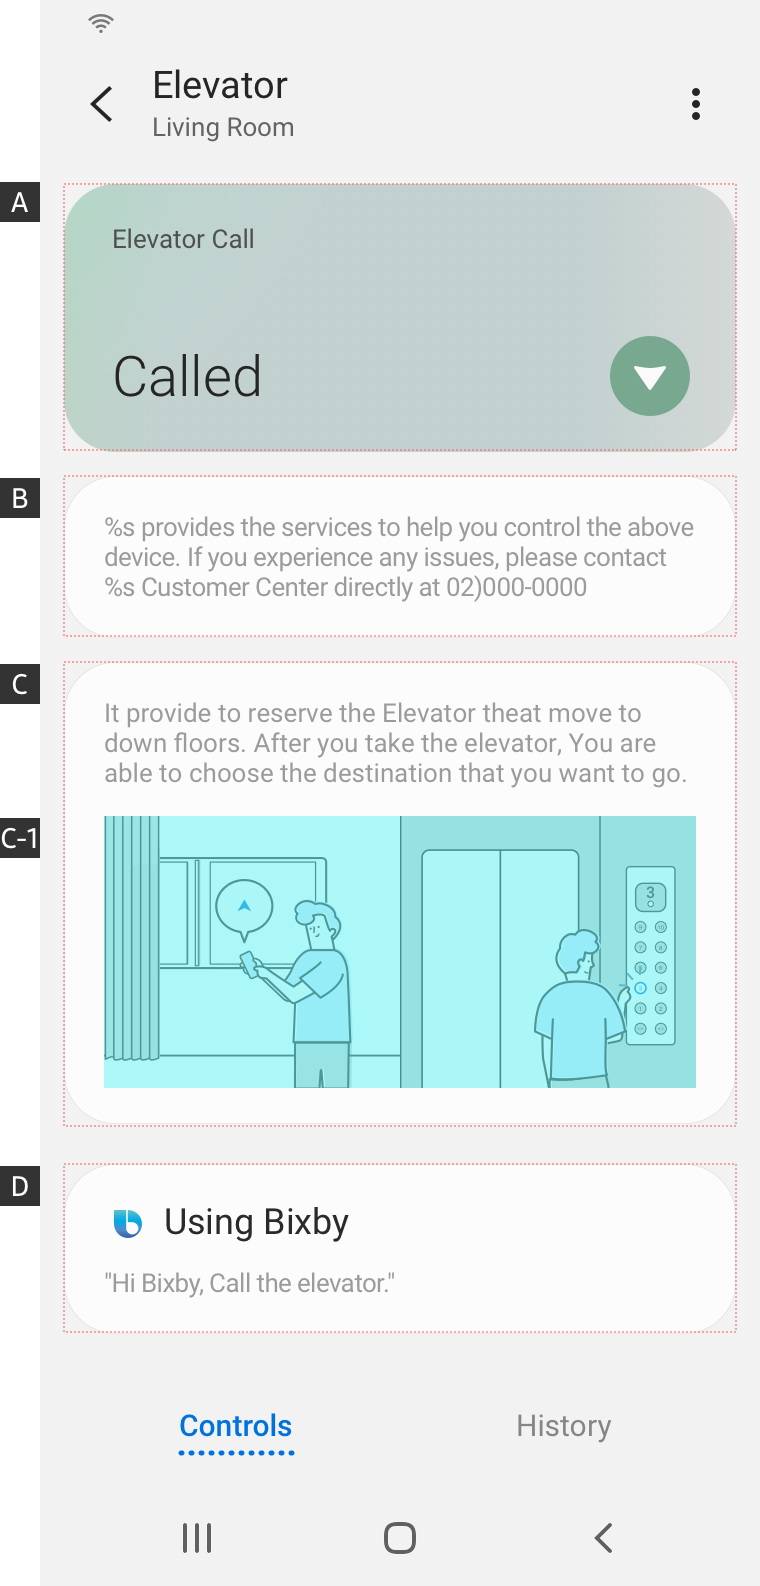 Elevator
Living Room
A
Elevator Call
Called
B
%s provides the services to help you control the above
device. If you experience any issues, please contact
%s Customer Center directly at 02)000-0000
C
It provide to reserve the Elevator theat move to
down floors. After you take the elevator, You are
able to choose the destination that you want to go.
C-1
3
D
Using Bixby
"Hi Bixby, Call the elevator."
Controls
History